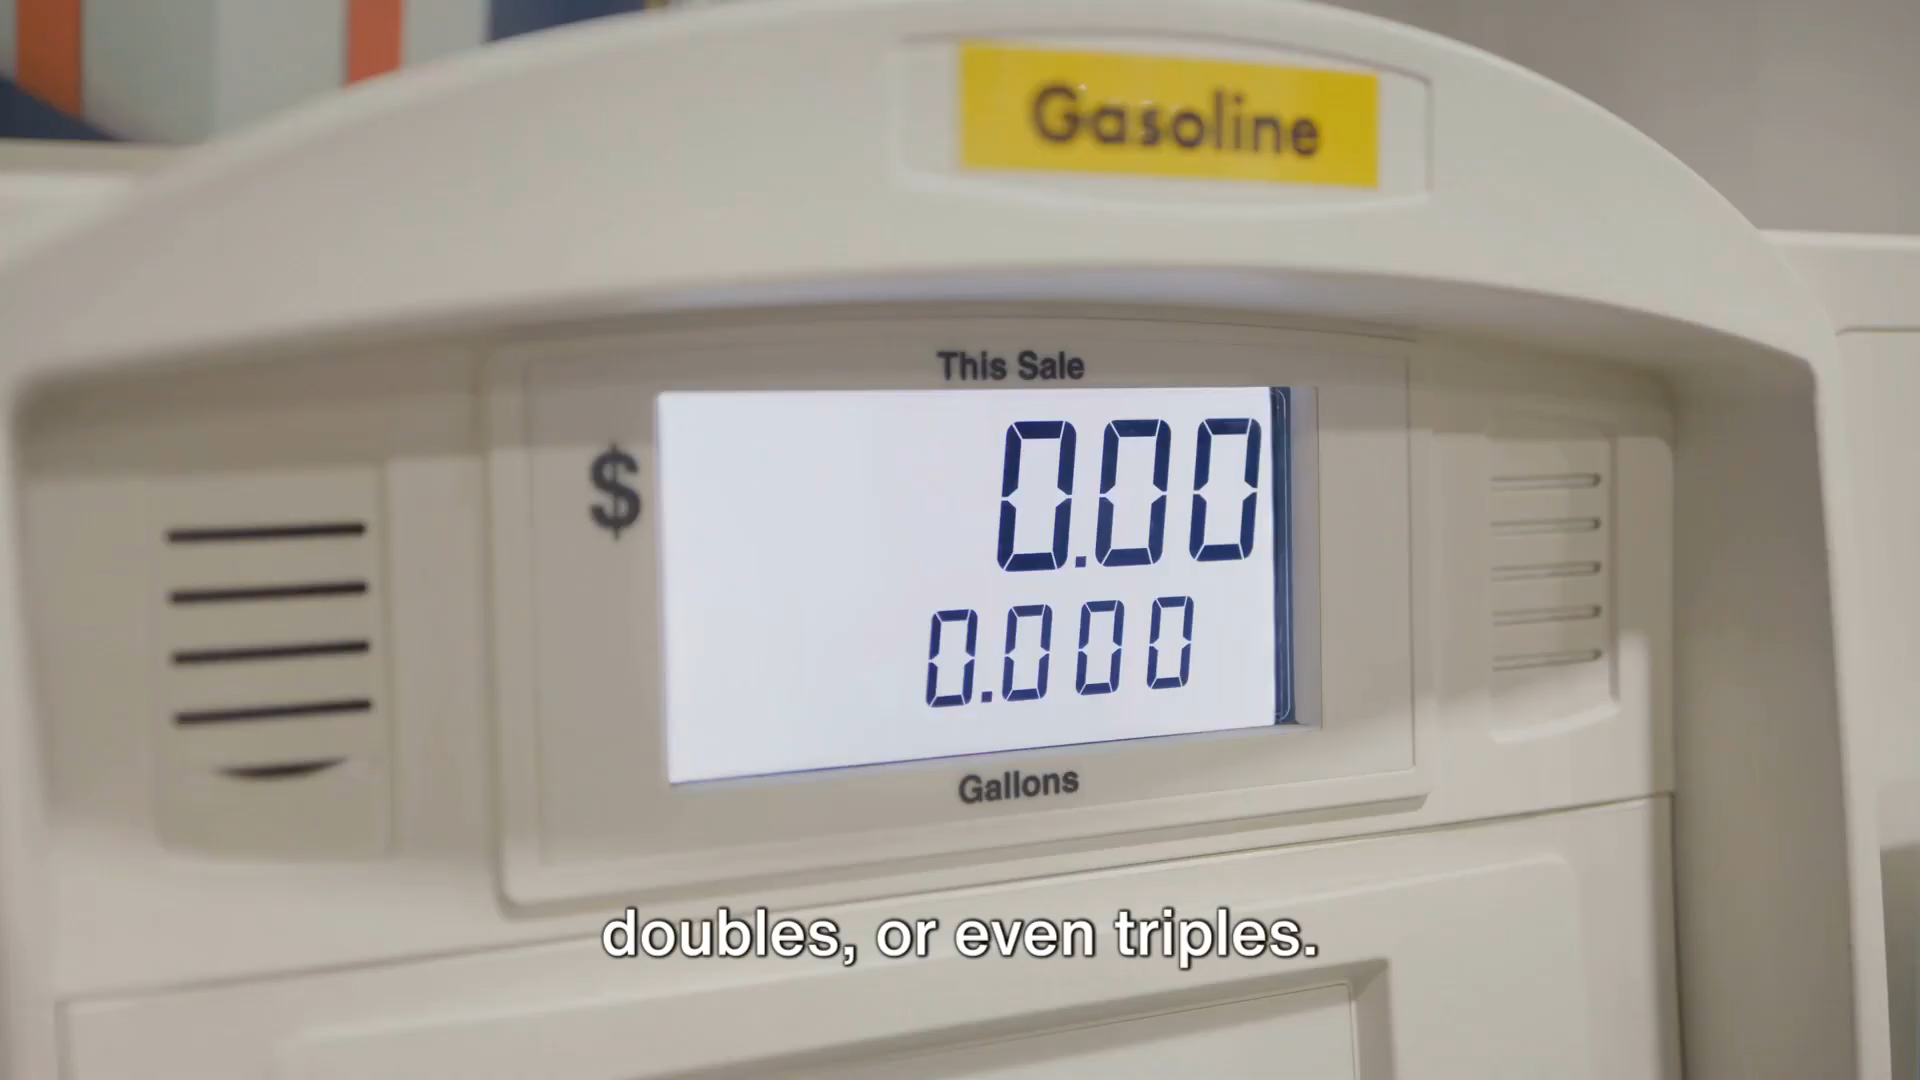 Gasoline
This Sale
$ 0.00
0.000
Gallons
doubles, or even triples.